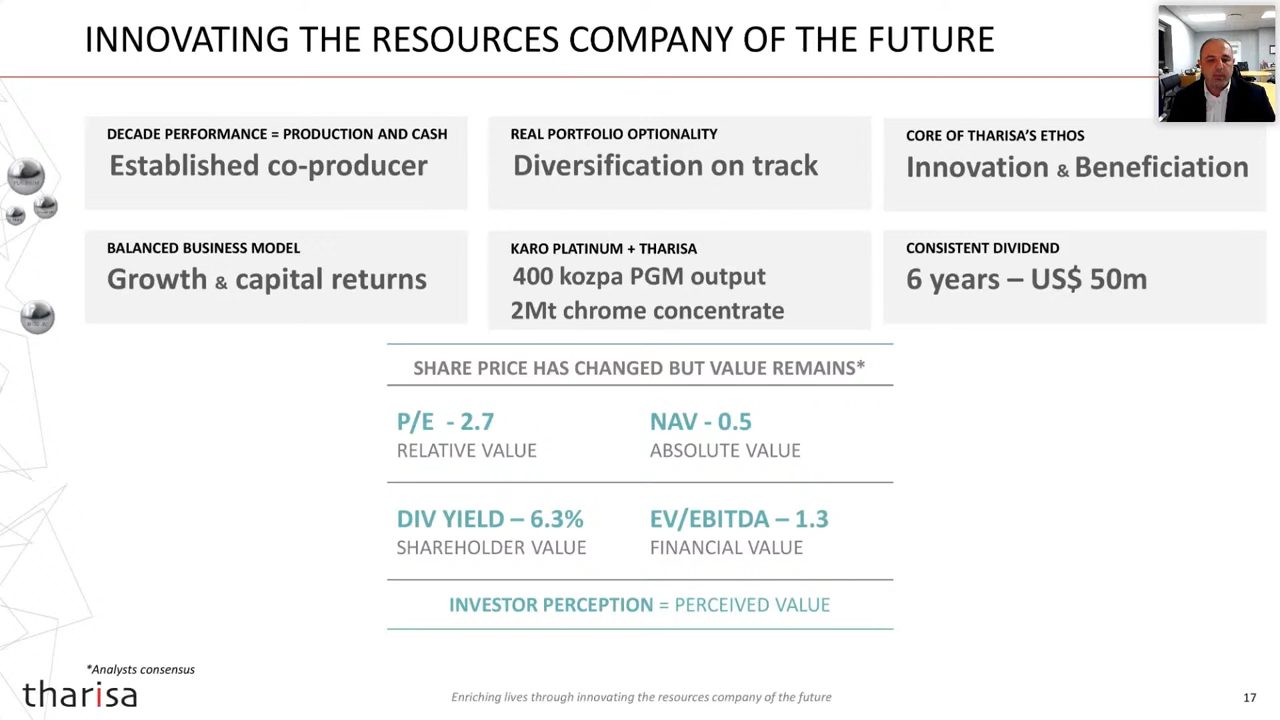 INNOVATING THE RESOURCES COMPANY OF THE FUTURE
DECADE PERFORMANCE = PRODUCTION AND CASH
Established co-producer
REAL PORTFOLIO OPTIONALITY
Diversification on track
CORE OF THARISA'S ETHOS
Innovation & Beneficiation
BALANCED BUSINESS MODEL
Growth & capital returns
KARO PLATINUM + THARISA
400 kozpa PGM output
2Mt chrome concentrate
CONSISTENT DIVIDEND
6 years – US$ 50m
SHARE PRICE HAS CHANGED BUT VALUE REMAINS*
P/E - 2.7
RELATIVE VALUE
NAV - 0.5
ABSOLUTE VALUE
DIV YIELD – 6.3%
SHAREHOLDER VALUE
EV/EBITDA – 1.3
FINANCIAL VALUE
INVESTOR PERCEPTION = PERCEIVED VALUE
*Analysts consensus
tharisa
Enriching lives through innovating the resources company of the future
17